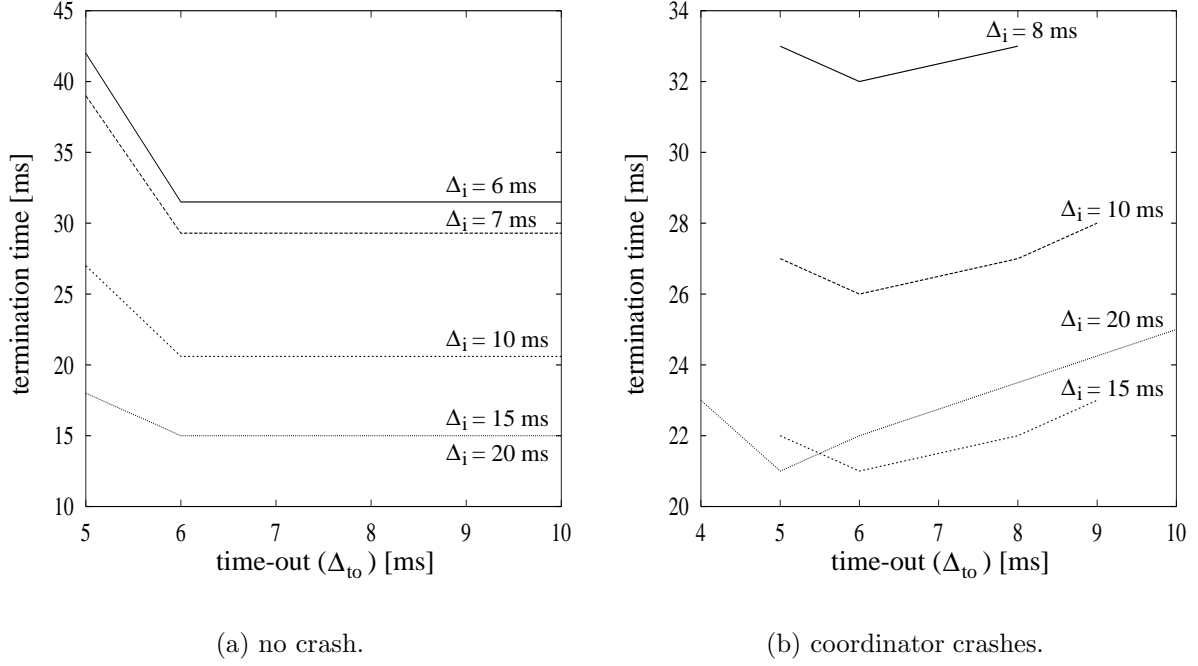 45
40
35
30
25
20
15
10
termination time [ms]
Δi = 6 ms
Δi = 7 ms
Δi = 10 ms
Δi = 15 ms
Δi = 20 ms
5 6 7 8 9 10
time-out (Δto) [ms]
(a) no crash.
34
32
30
28
26
24
22
20
termination time [ms]
Δi = 8 ms
Δi = 10 ms
Δi = 20 ms
Δi = 15 ms
4 5 6 7 8 9 10
time-out (Δto) [ms]
(b) coordinator crashes.